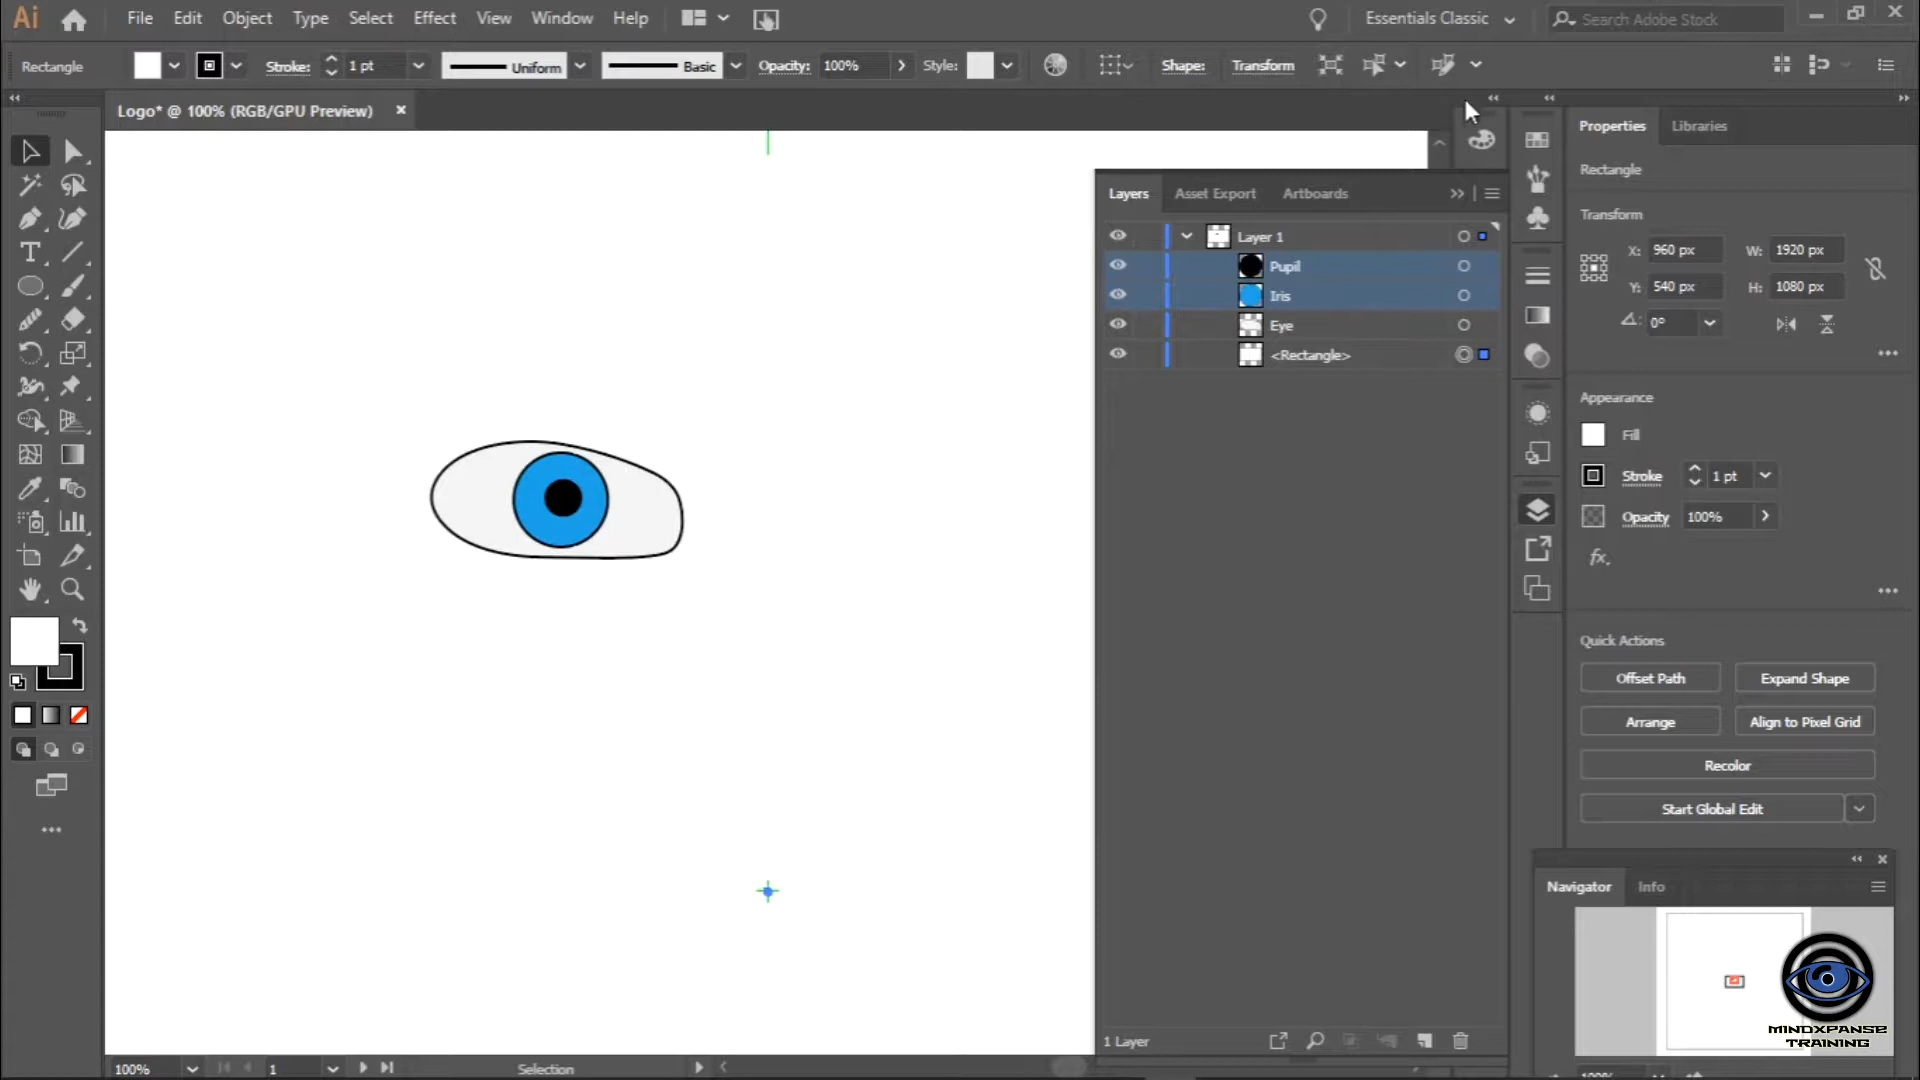 Ai File Edit Object Type Select Effect View Window Help Essentials Classic Search Adobe Stock
Rectangle Stroke: 1 pt Uniform Basic Opacity: 100% Style: Shape: Transform
Logo* @ 100% (RGB/GPU Preview)
Layers Asset Export Artboards
Layer 1
Pupil
Iris
Eye
<Rectangle>
1 Layer
Properties Libraries
Rectangle
Transform
X: 960 px W: 1920 px
Y: 540 px H: 1080 px
0°
Appearance
Fill
Stroke 1 pt
Opacity 100%
fx.
Quick Actions
Offset Path Expand Shape
Arrange Align to Pixel Grid
Recolor
Start Global Edit
Navigator Info
MINDXPANSE
TRAINING
100%
100% 1 Selection